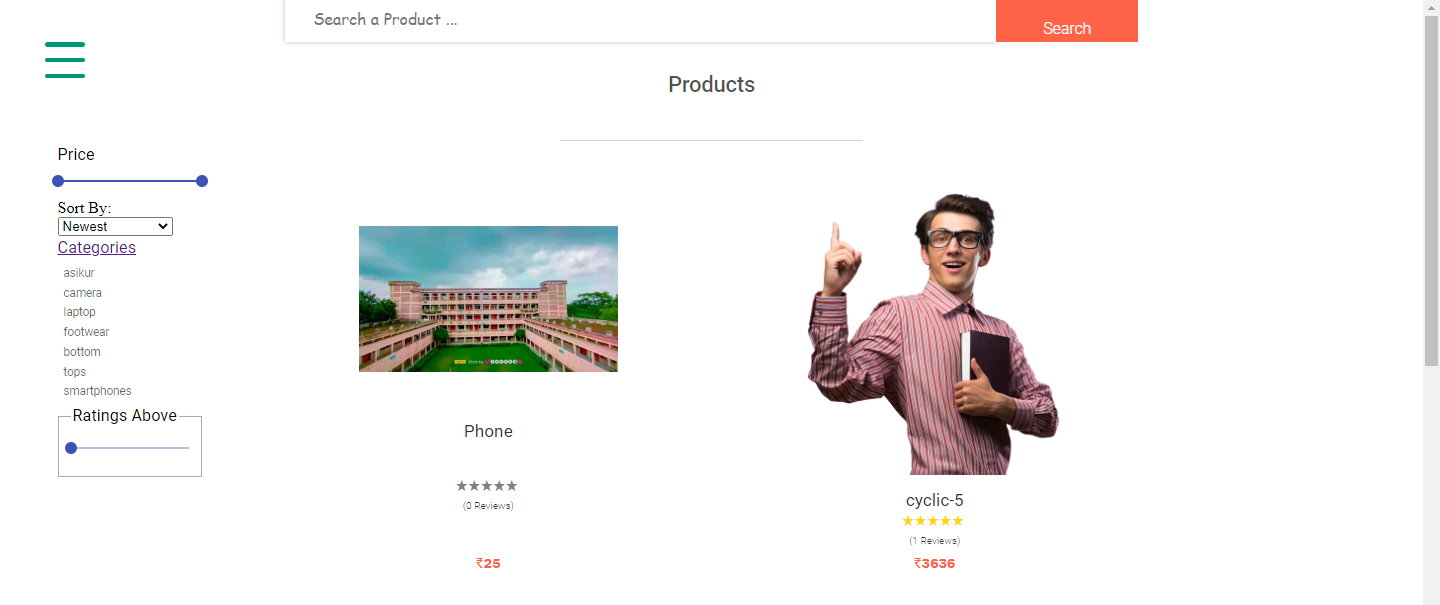 Search a Product ...
Search
Products
Price
Sort By:
Newest
Categories
asikur
camera
laptop
footwear
bottom
tops
smartphones
Ratings Above
Phone
★★★★★
(0 Reviews)
₹25
cyclic-5
★★★★★
(1 Reviews)
₹3636